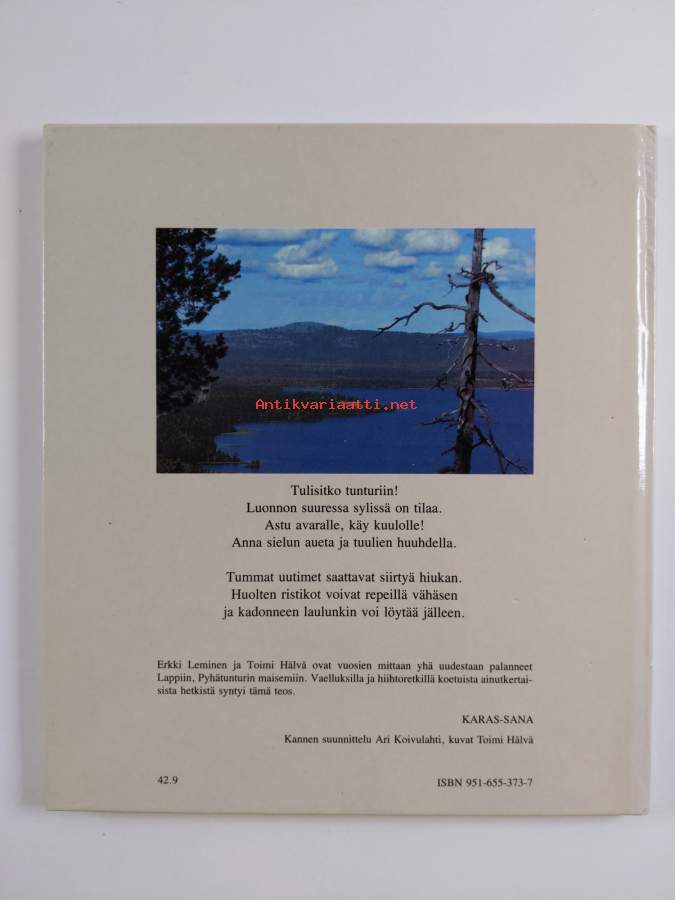 Antikvariaatti.net
Tulisitko tunturiin!
Luonnon suuressa sylissä on tilaa.
Astu avaralle, käy kuulolle!
Anna sielun aueta ja tuulien huuhdella.
Tummat uutimet saattavat siirtyä hiukan.
Huolten ristikot voivat repeillä vähäsen
ja kadonneen laulunkin voi löytää jälleen.
Erkki Leminen ja Toimi Hälvä ovat vuosien mittaan yhä uudestaan palanneet
Lappiin, Pyhätunturin maisemiin. Vaelluksilla ja hiihtoretkillä koetuista ainutkertai-
sista hetkistä syntyi tämä teos.
KARAS-SANA
Kannen suunnittelu Ari Koivulahti, kuvat Toimi Hälvä
42.9 ISBN 951-655-373-7